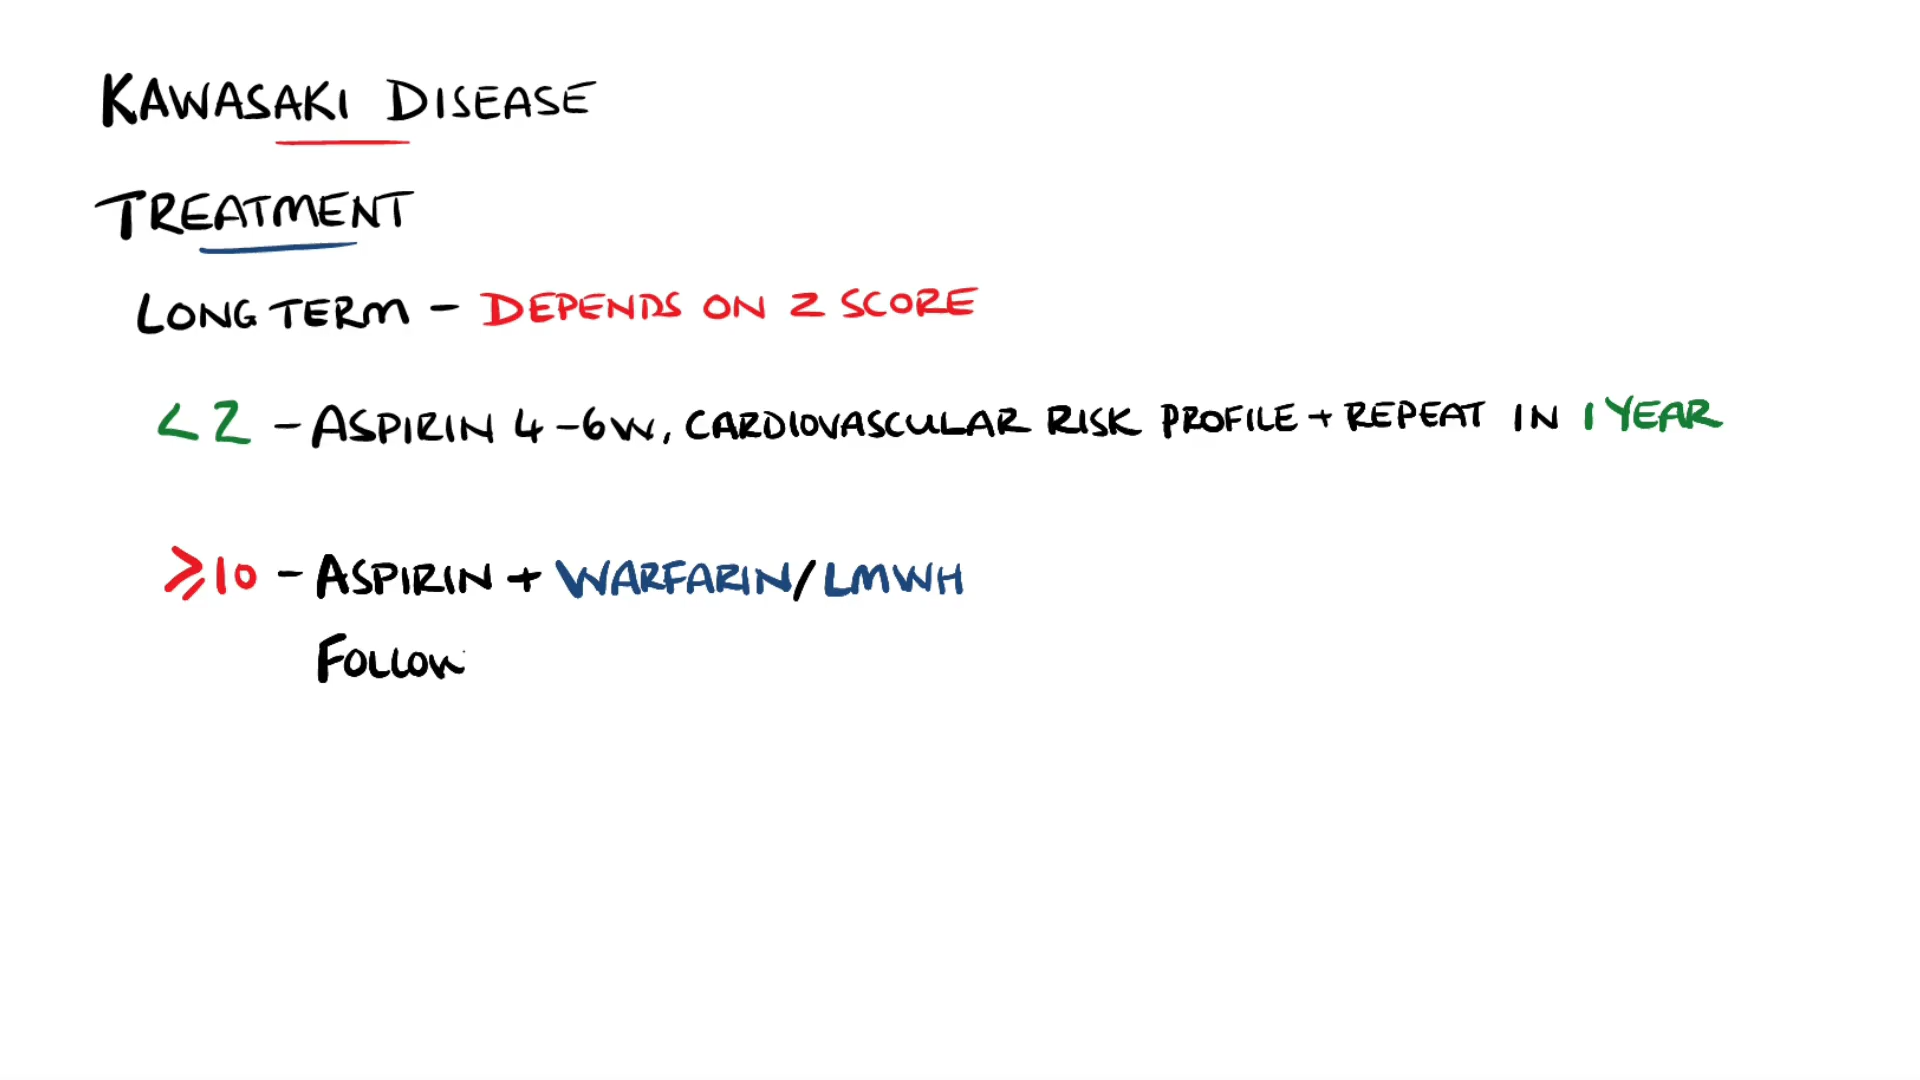 KAWASAKI DISEASE
TREATMENT
LONG TERM - DEPENDS ON Z SCORE
< 2 - ASPIRIN 4-6W, CARDIOVASCULAR RISK PROFILE + REPEAT IN 1 YEAR
≥10 - ASPIRIN + WARFARIN/LMWH
FOLLOW